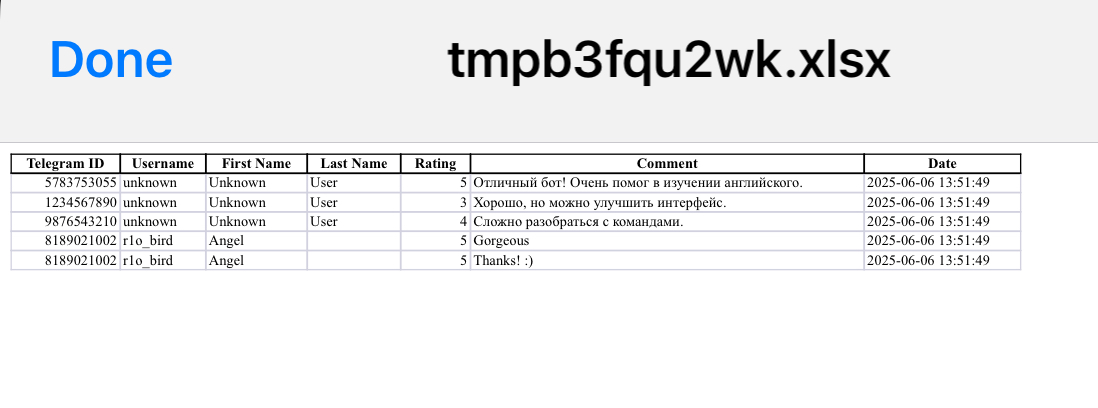 Done tmpb3fqu2wk.xlsx
Telegram ID Username First Name Last Name Rating Comment Date
5783753055 unknown Unknown User 5 Отличный бот! Очень помог в изучении английского. 2025-06-06 13:51:49
1234567890 unknown Unknown User 3 Хорошо, но можно улучшить интерфейс. 2025-06-06 13:51:49
9876543210 unknown Unknown User 4 Сложно разобраться с командами. 2025-06-06 13:51:49
8189021002 r1o_bird Angel 5 Gorgeous 2025-06-06 13:51:49
8189021002 r1o_bird Angel 5 Thanks! :) 2025-06-06 13:51:49